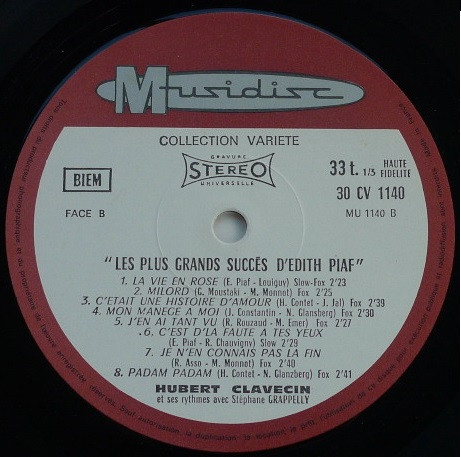 Musidisc
COLLECTION VARIETE
GRAVURE
STEREO
UNIVERSELLE
BIEM
33 t. 1/3 HAUTE FIDELITE
30 CV 1140
FACE B
MU 1140 B
"LES PLUS GRANDS SUCCËS D'EDITH PIAF"
1. LA VIE EN ROSE (E. Piaf - Louiguy) Slow-Fox 2'23
2. MILORD (G. Moustaki - M. Monnot) Fox 2'25
3. C'ETAIT UNE HISTOIRE D'AMOUR (H. Contet - J. Jal) Fox 2'39
4. MON MANEGE A MOI (J. Constantin - N. Glansberg) Fox 2'30
5. J'EN AI TANT VU (R. Rouzaud - M. Emer) Fox 2'27
6. C'EST D'LA FAUTE A TES YEUX
(E. Piaf - R. Chauvigny) Slow 2'29
7. JE N'EN CONNAIS PAS LA FIN
(R. Asso - M. Monnot) Fox 2'40
8. PADAM PADAM (H. Contet - N. Glanzberg) Fox 2'41
HUBERT CLAVECIN
et ses rythmes avec Stéphane GRAPPELLY